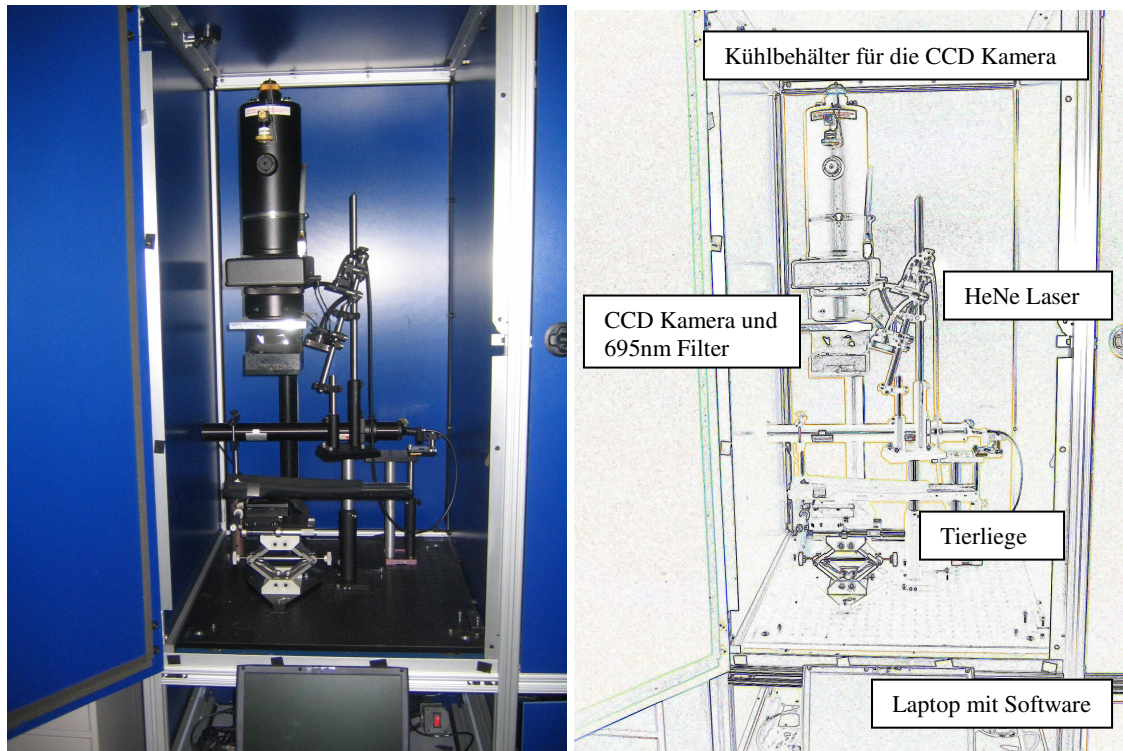 Kühlbehälter für die CCD Kamera
HeNe Laser
CCD Kamera und
695nm Filter
Tierliege
Laptop mit Software